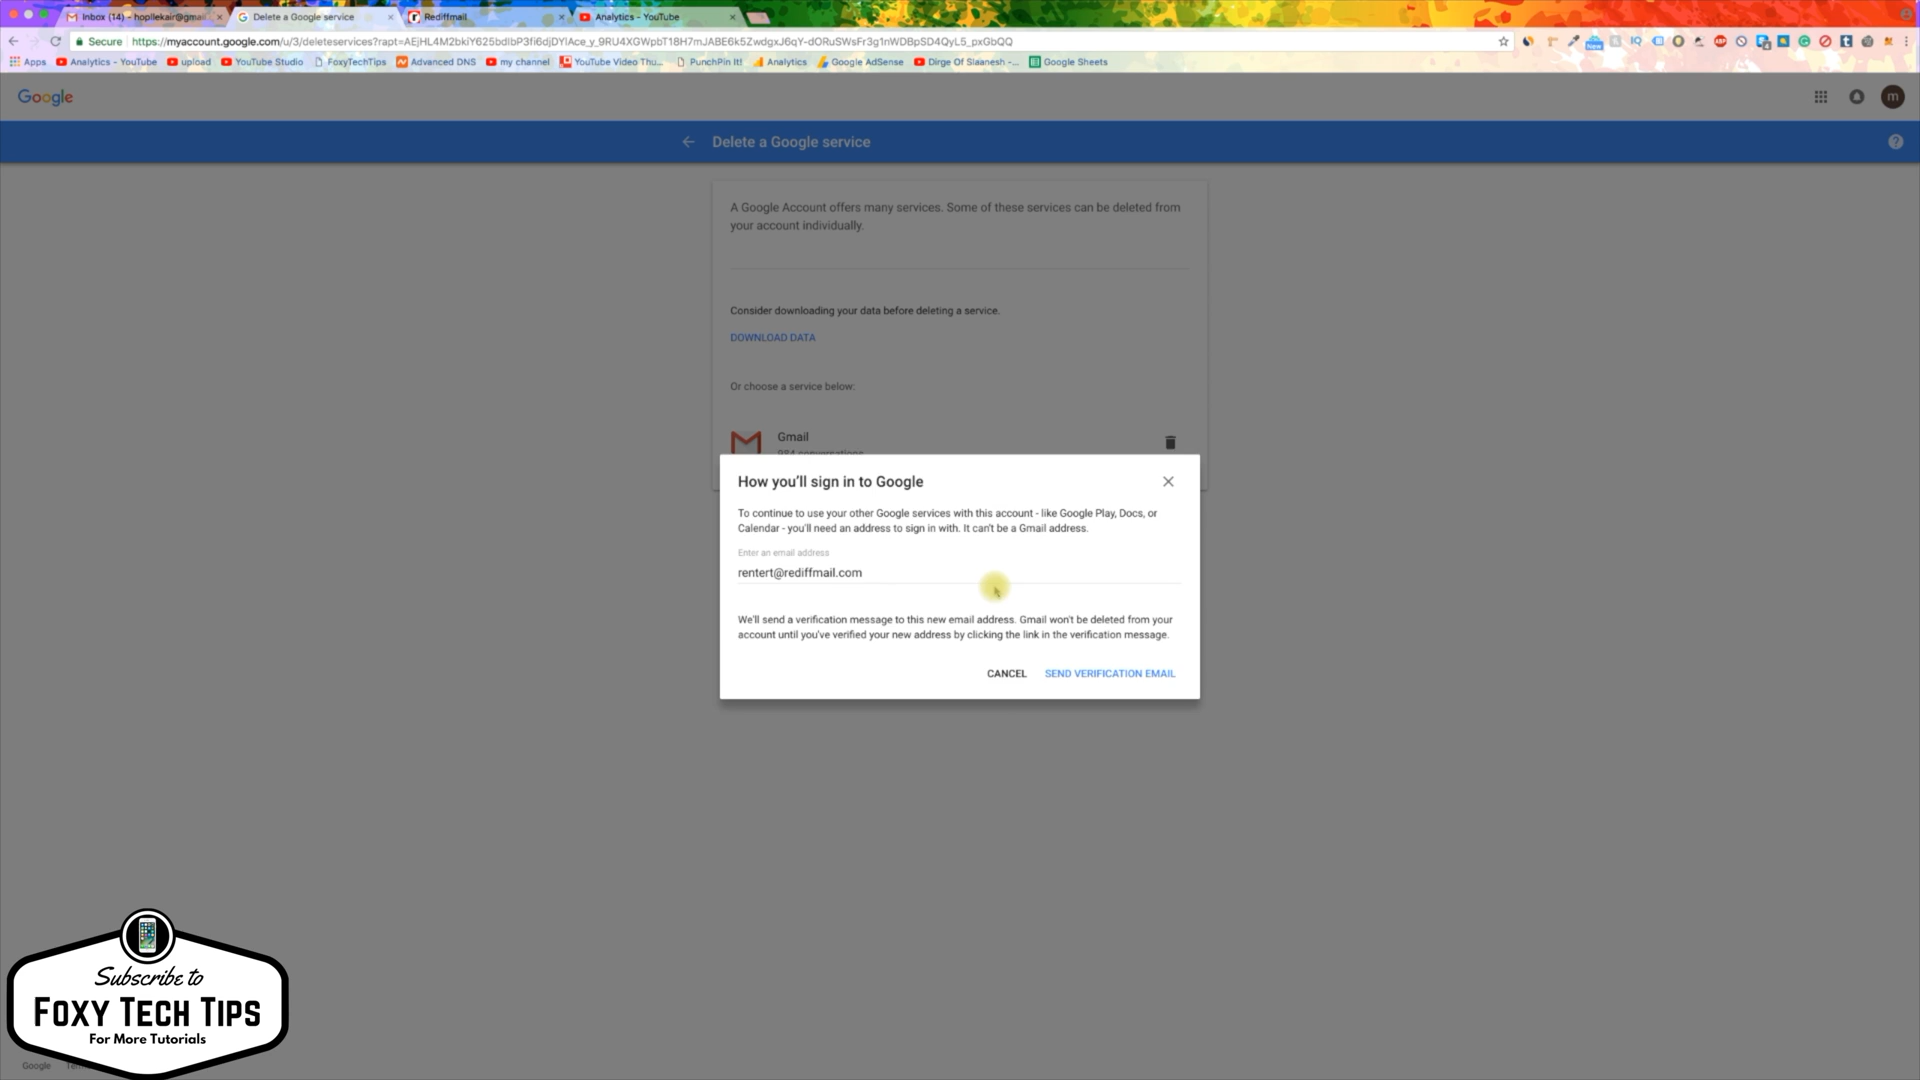 Inbox (14) - hopllekair@gmail
Delete a Google service
Rediffmail
Analytics - YouTube
Secure
https://myaccount.google.com/u/3/deleteservices?rapt=
Apps
Analytics - YouTube
upload
YouTube Studio
FoxyTechTips
Advanced DNS
my channel
YouTube Video Thu...
PunchPin It!
Analytics
Google AdSense
Dirge Of Slaanesh -...
Google Sheets
Google
m
Delete a Google service
A Google Account offers many services. Some of these services can be deleted from
your account individually.
Consider downloading your data before deleting a service.
DOWNLOAD DATA
Or choose a service below:
Gmail
984 conversations
How you'll sign in to Google
To continue to use your other Google services with this account - like Google Play, Docs, or
Calendar - you'll need an address to sign in with. It can't be a Gmail address.
Enter an email address
rentert@rediffmail.com
We'll send a verification message to this new email address. Gmail won't be deleted from your
account until you've verified your new address by clicking the link in the verification message.
CANCEL
SEND VERIFICATION EMAIL
Subscribe to
FOXY TECH TIPS
For More Tutorials
Google